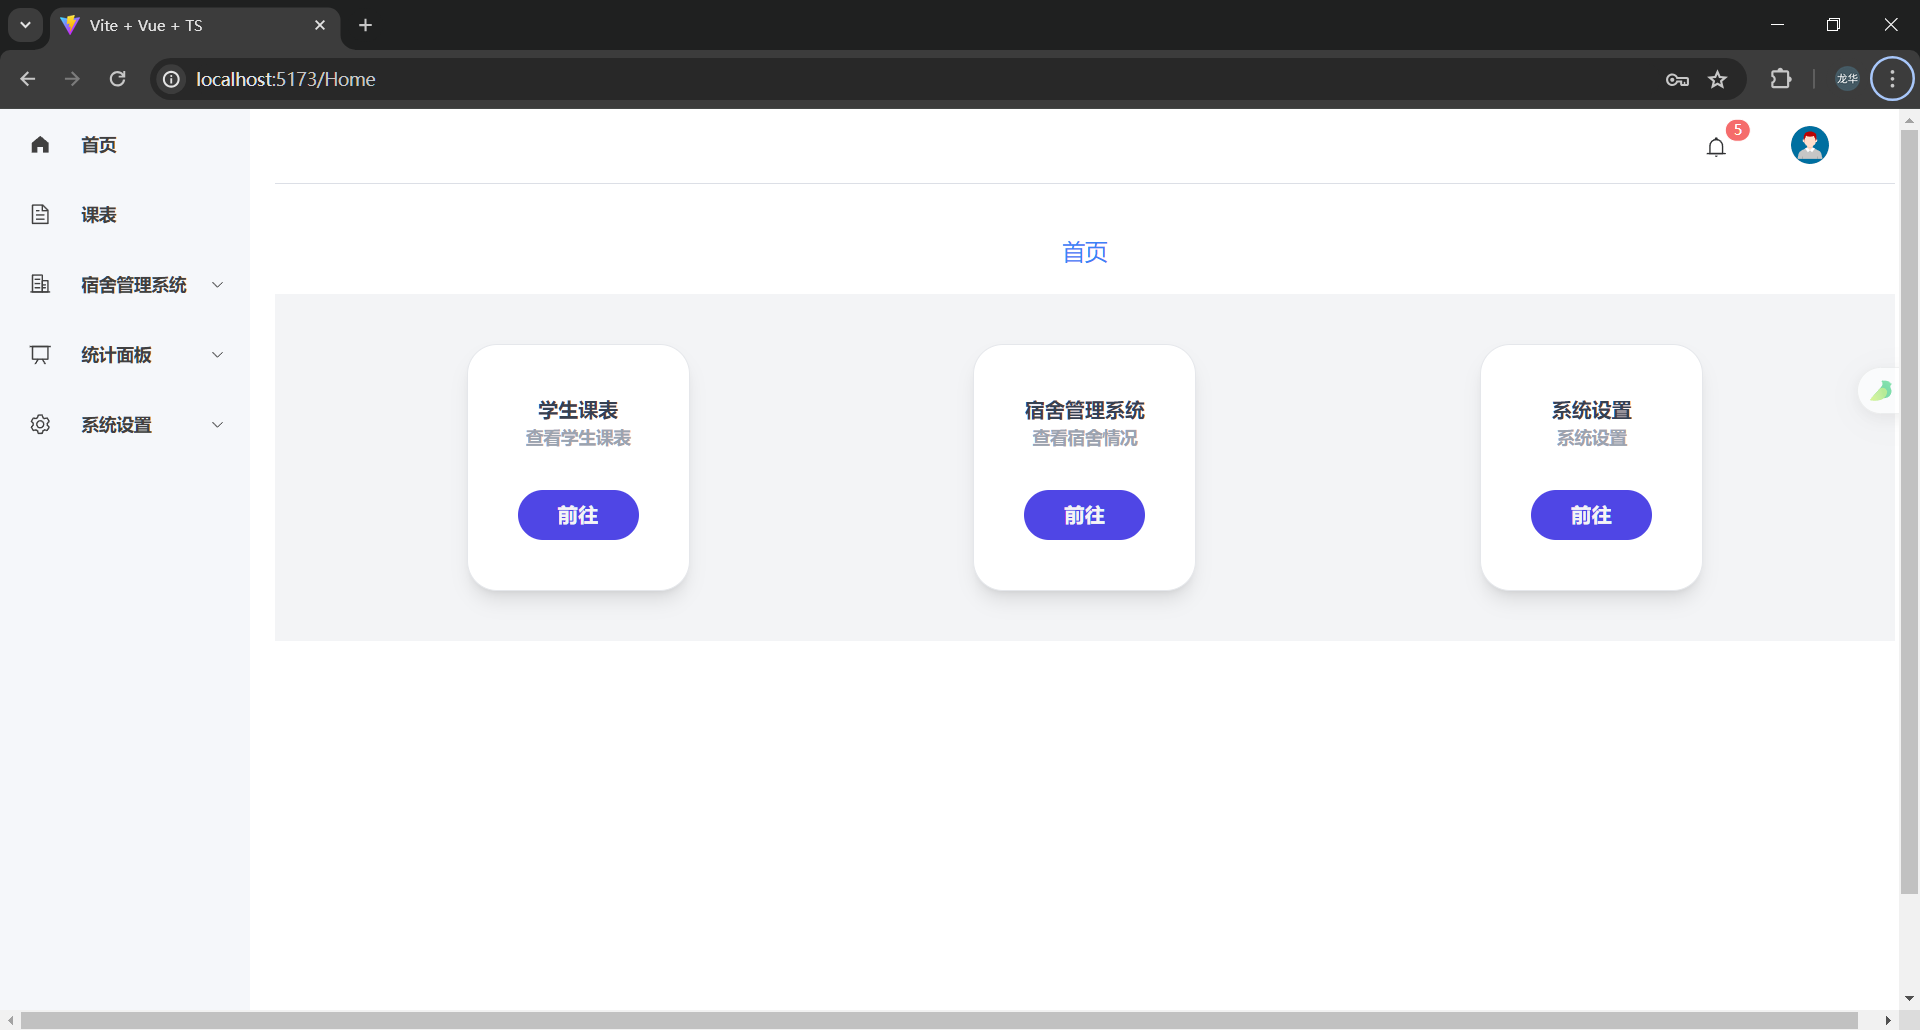 Vite + Vue + TS
localhost:5173/Home
龙华
首页
课表
宿舍管理系统
统计面板
系统设置
5
首页
学生课表
查看学生课表
前往
宿舍管理系统
查看宿舍情况
前往
系统设置
系统设置
前往